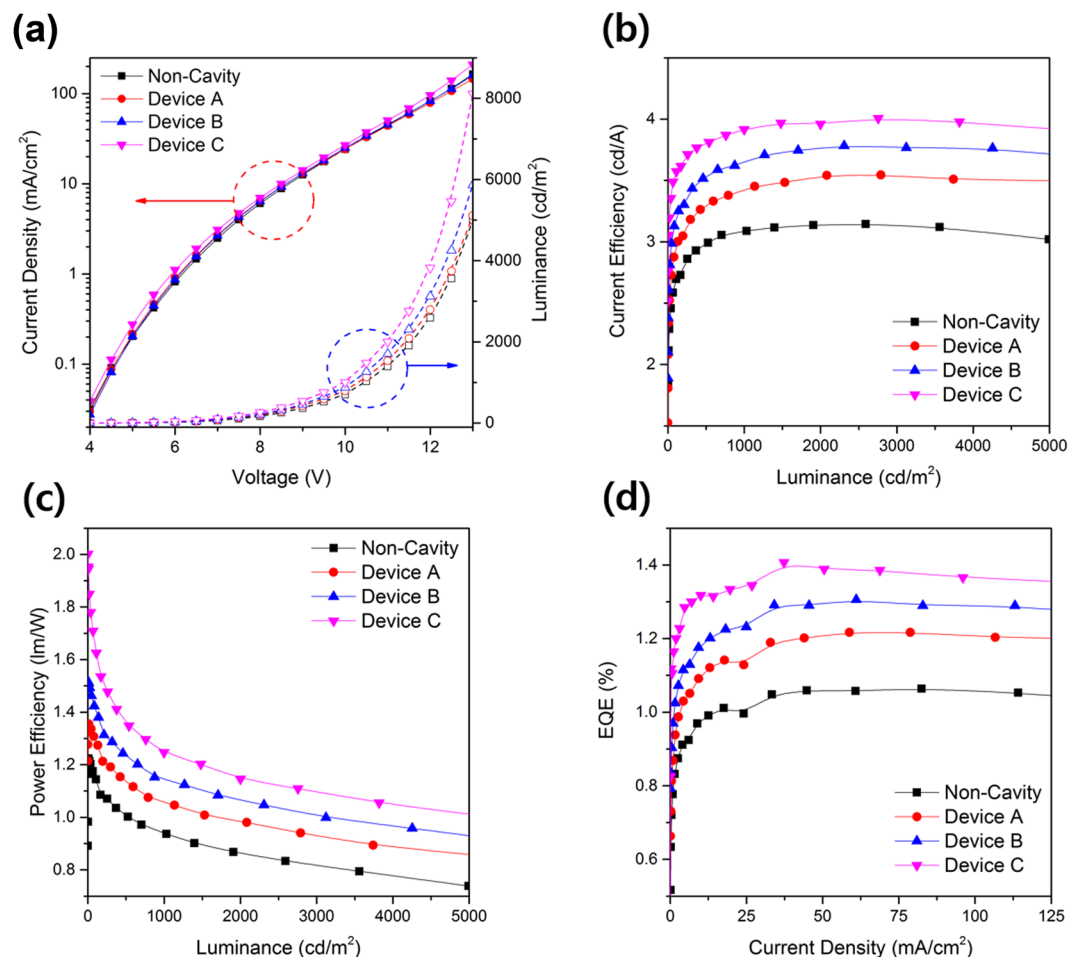 (a)
Non-Cavity
Device A
Device B
Device C
100
10
1
0.1
Current Density (mA/cm²)
8000
6000
4000
2000
0
Luminance (cd/m²)
4 6 8 10 12
Voltage (V)
(b)
4
3
2
Current Efficiency (cd/A)
Non-Cavity
Device A
Device B
Device C
0 1000 2000 3000 4000 5000
Luminance (cd/m²)
(c)
2.0
1.8
1.6
1.4
1.2
1.0
0.8
Power Efficiency (lm/W)
Non-Cavity
Device A
Device B
Device C
0 1000 2000 3000 4000 5000
Luminance (cd/m²)
(d)
1.4
1.2
1.0
0.8
0.6
EQE (%)
Non-Cavity
Device A
Device B
Device C
0 25 50 75 100 125
Current Density (mA/cm²)